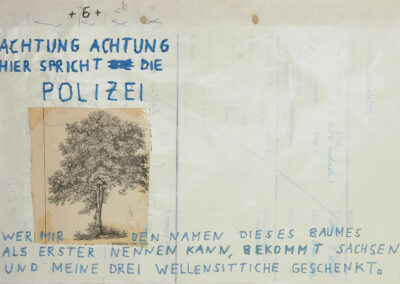 + 6 +
ACHTUNG ACHTUNG
HIER SPRICHT DIE
POLIZEI
WER MIR DEN NAMEN DIESES BAUMES
ALS ERSTER NENNEN KANN, BEKOMMT SACHSEN
UND MEINE DREI WELLENSITTICHE GESCHENKT.